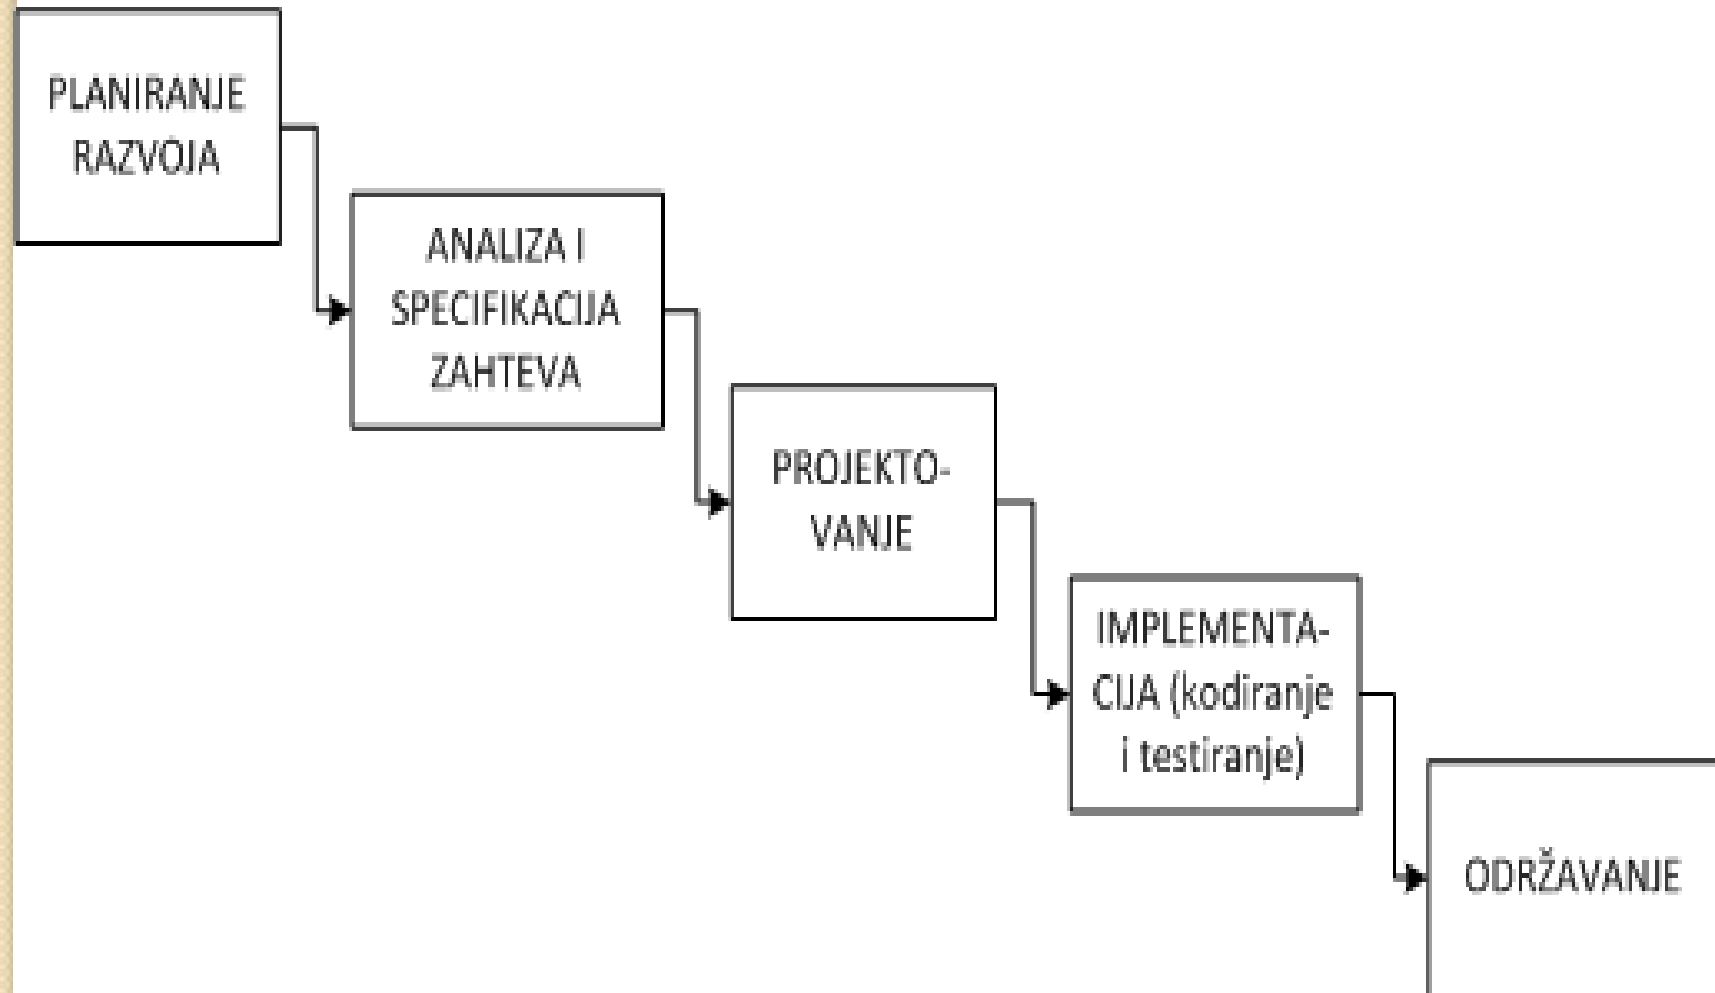 PLANIRANJE
RAZVOJA
ANALIZA I
SPECIFIKACIJA
ZAHTEVA
PROJEKTO-
VANJE
IMPLEMENTA-
CIJA (kodiranje
i testiranje)
ODRŽAVANJE